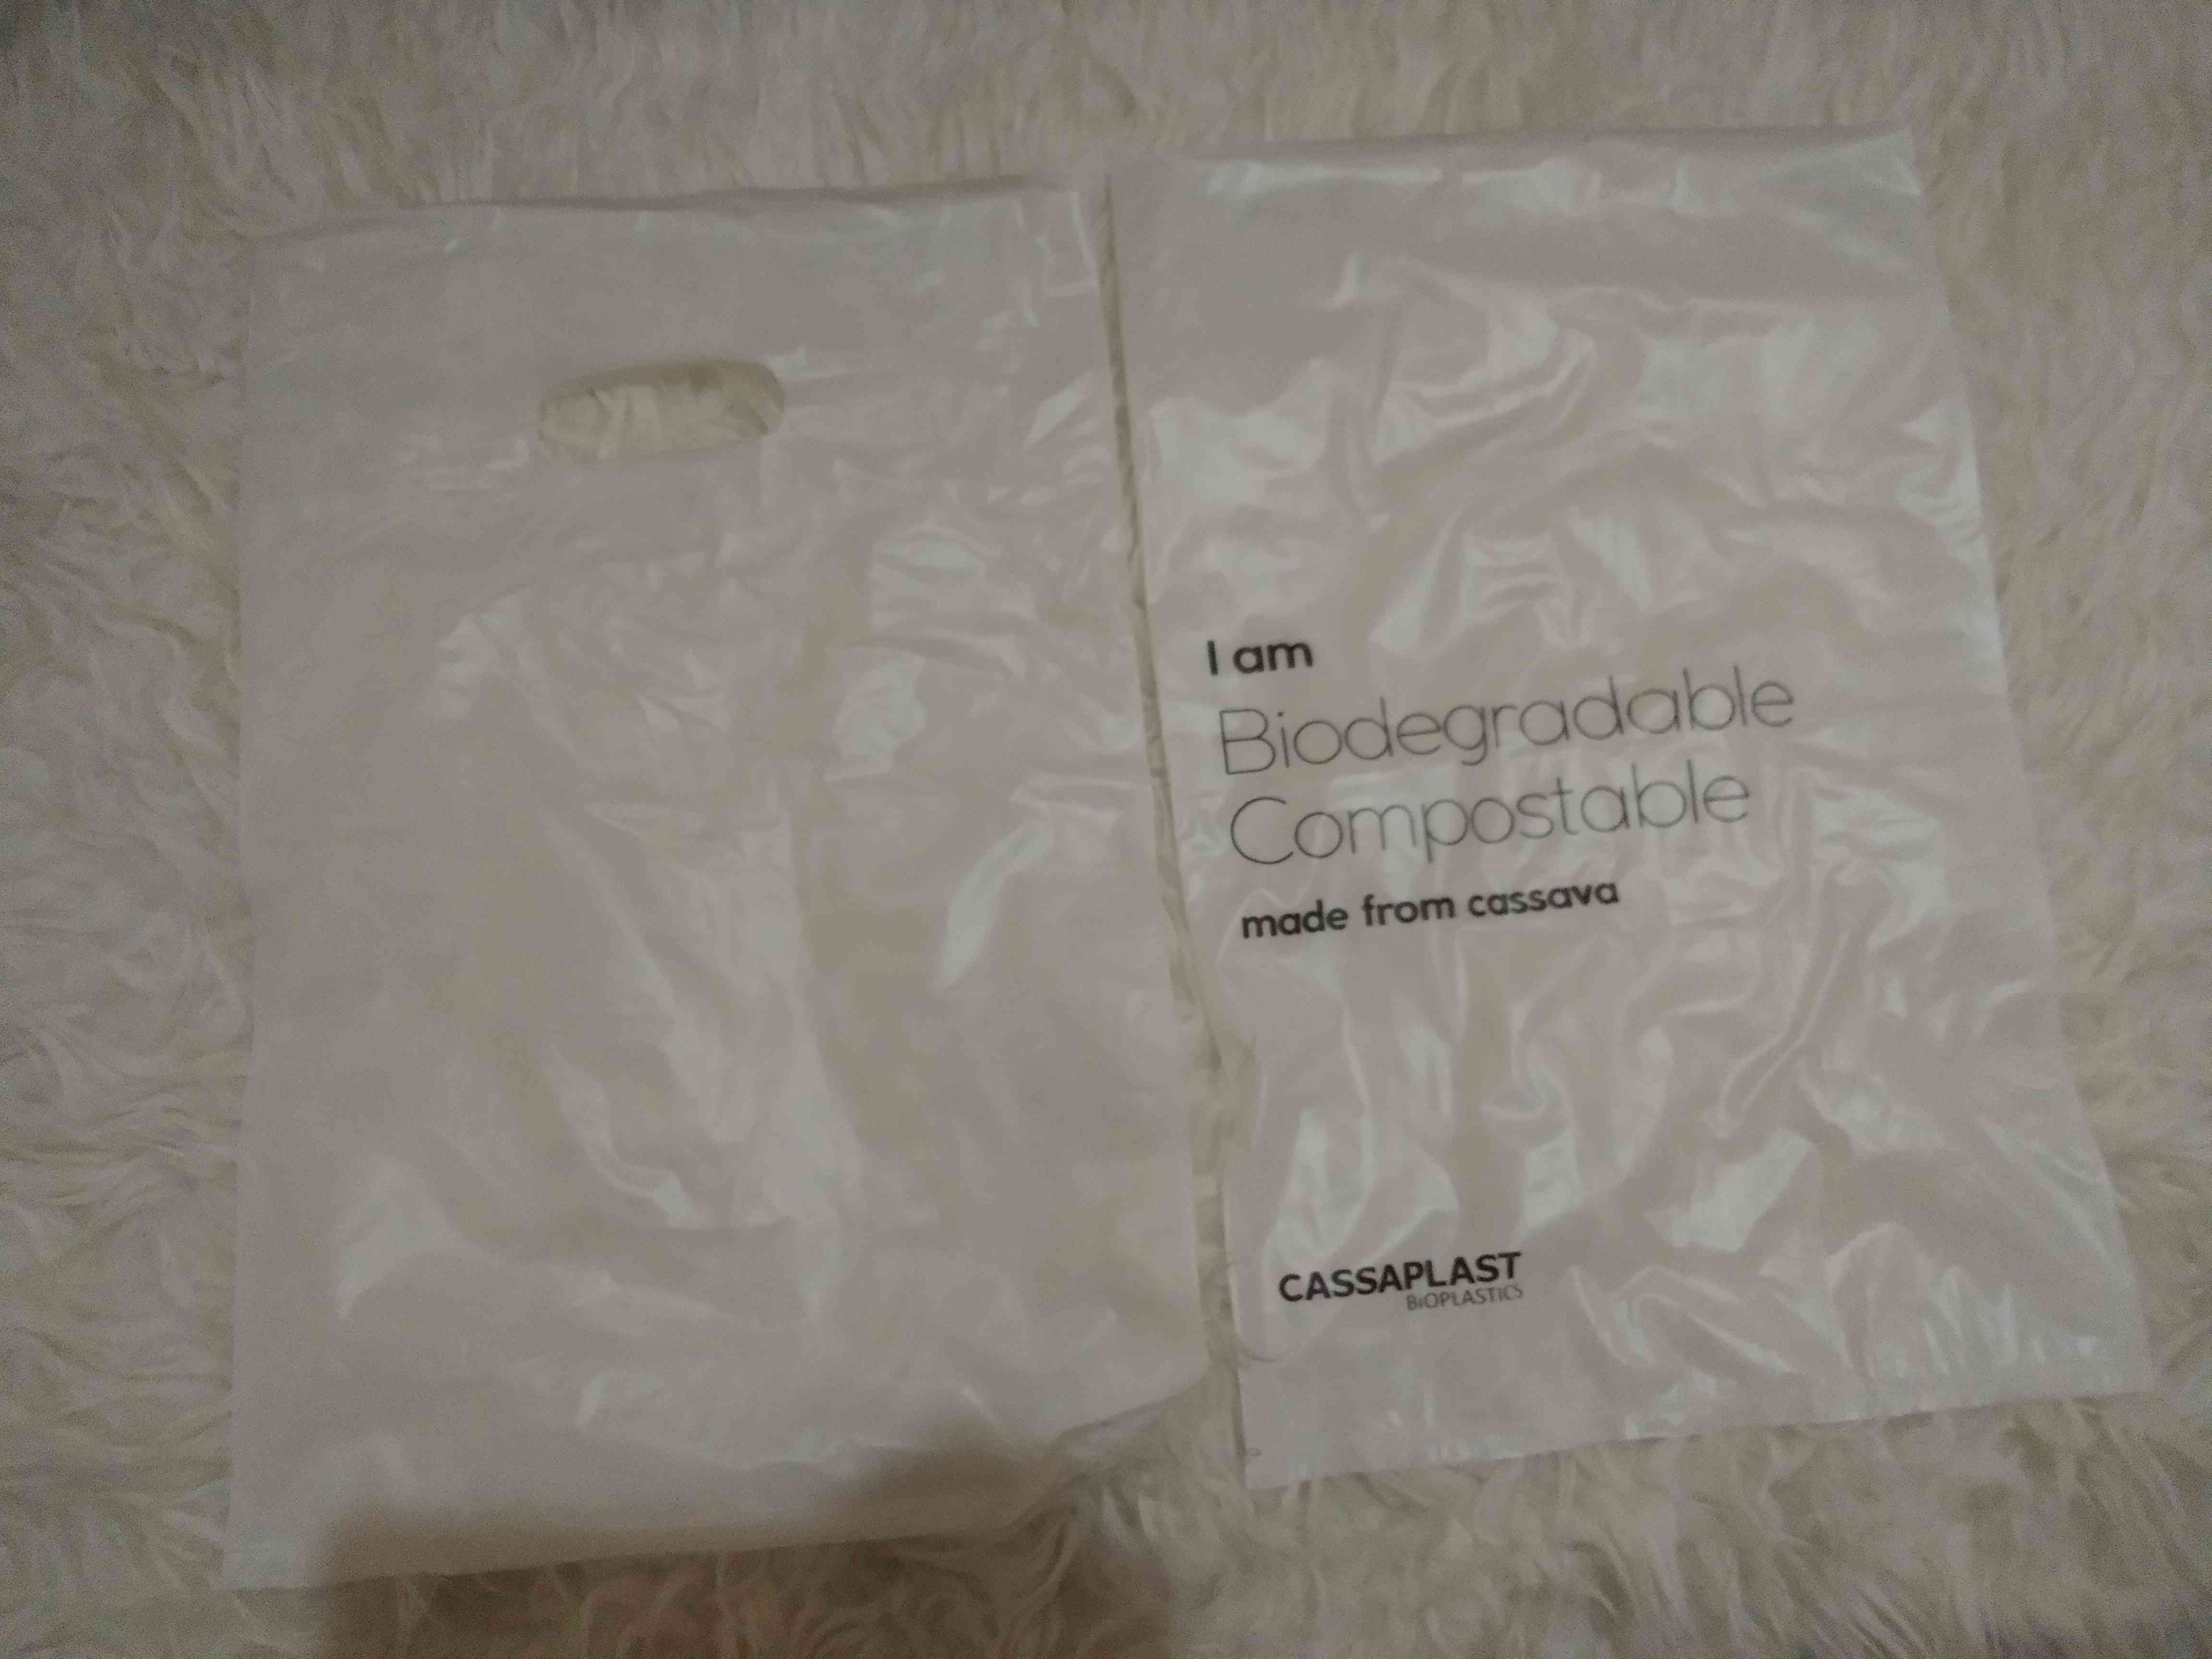 I am
Biodegradable
Compostable
made from cassava
CASSAPLAST
BiOPLASTiCS